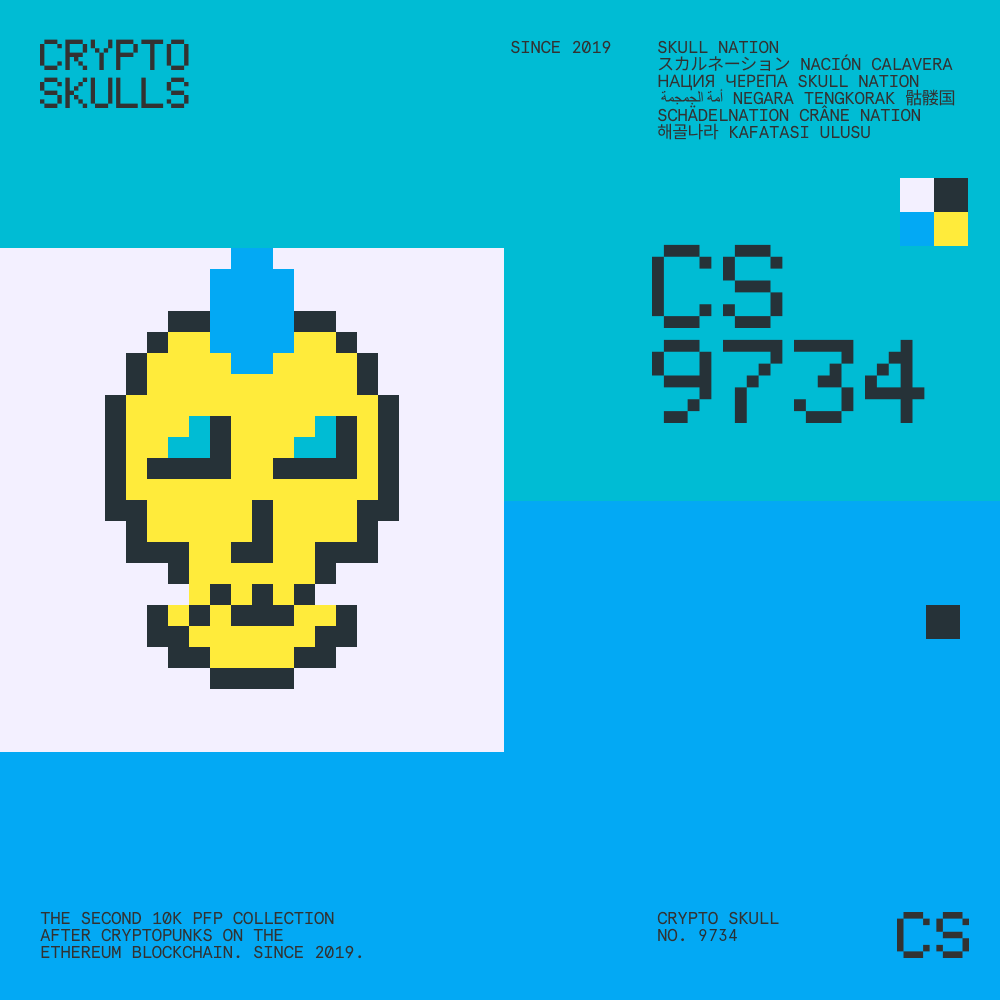 CRYPTO
SKULLS
SINCE 2019
SKULL NATION
スカルネーション NACIÓN CALAVERA
НАЦИЯ ЧЕРЕПА SKULL NATION
أمة الجمجمة NEGARA TENGKORAK 骷髅国
SCHÄDELNATION CRÂNE NATION
해골나라 KAFATASI ULUSU
CS
9734
THE SECOND 10K PFP COLLECTION
AFTER CRYPTOPUNKS ON THE
ETHEREUM BLOCKCHAIN. SINCE 2019.
CRYPTO SKULL
NO. 9734
CS